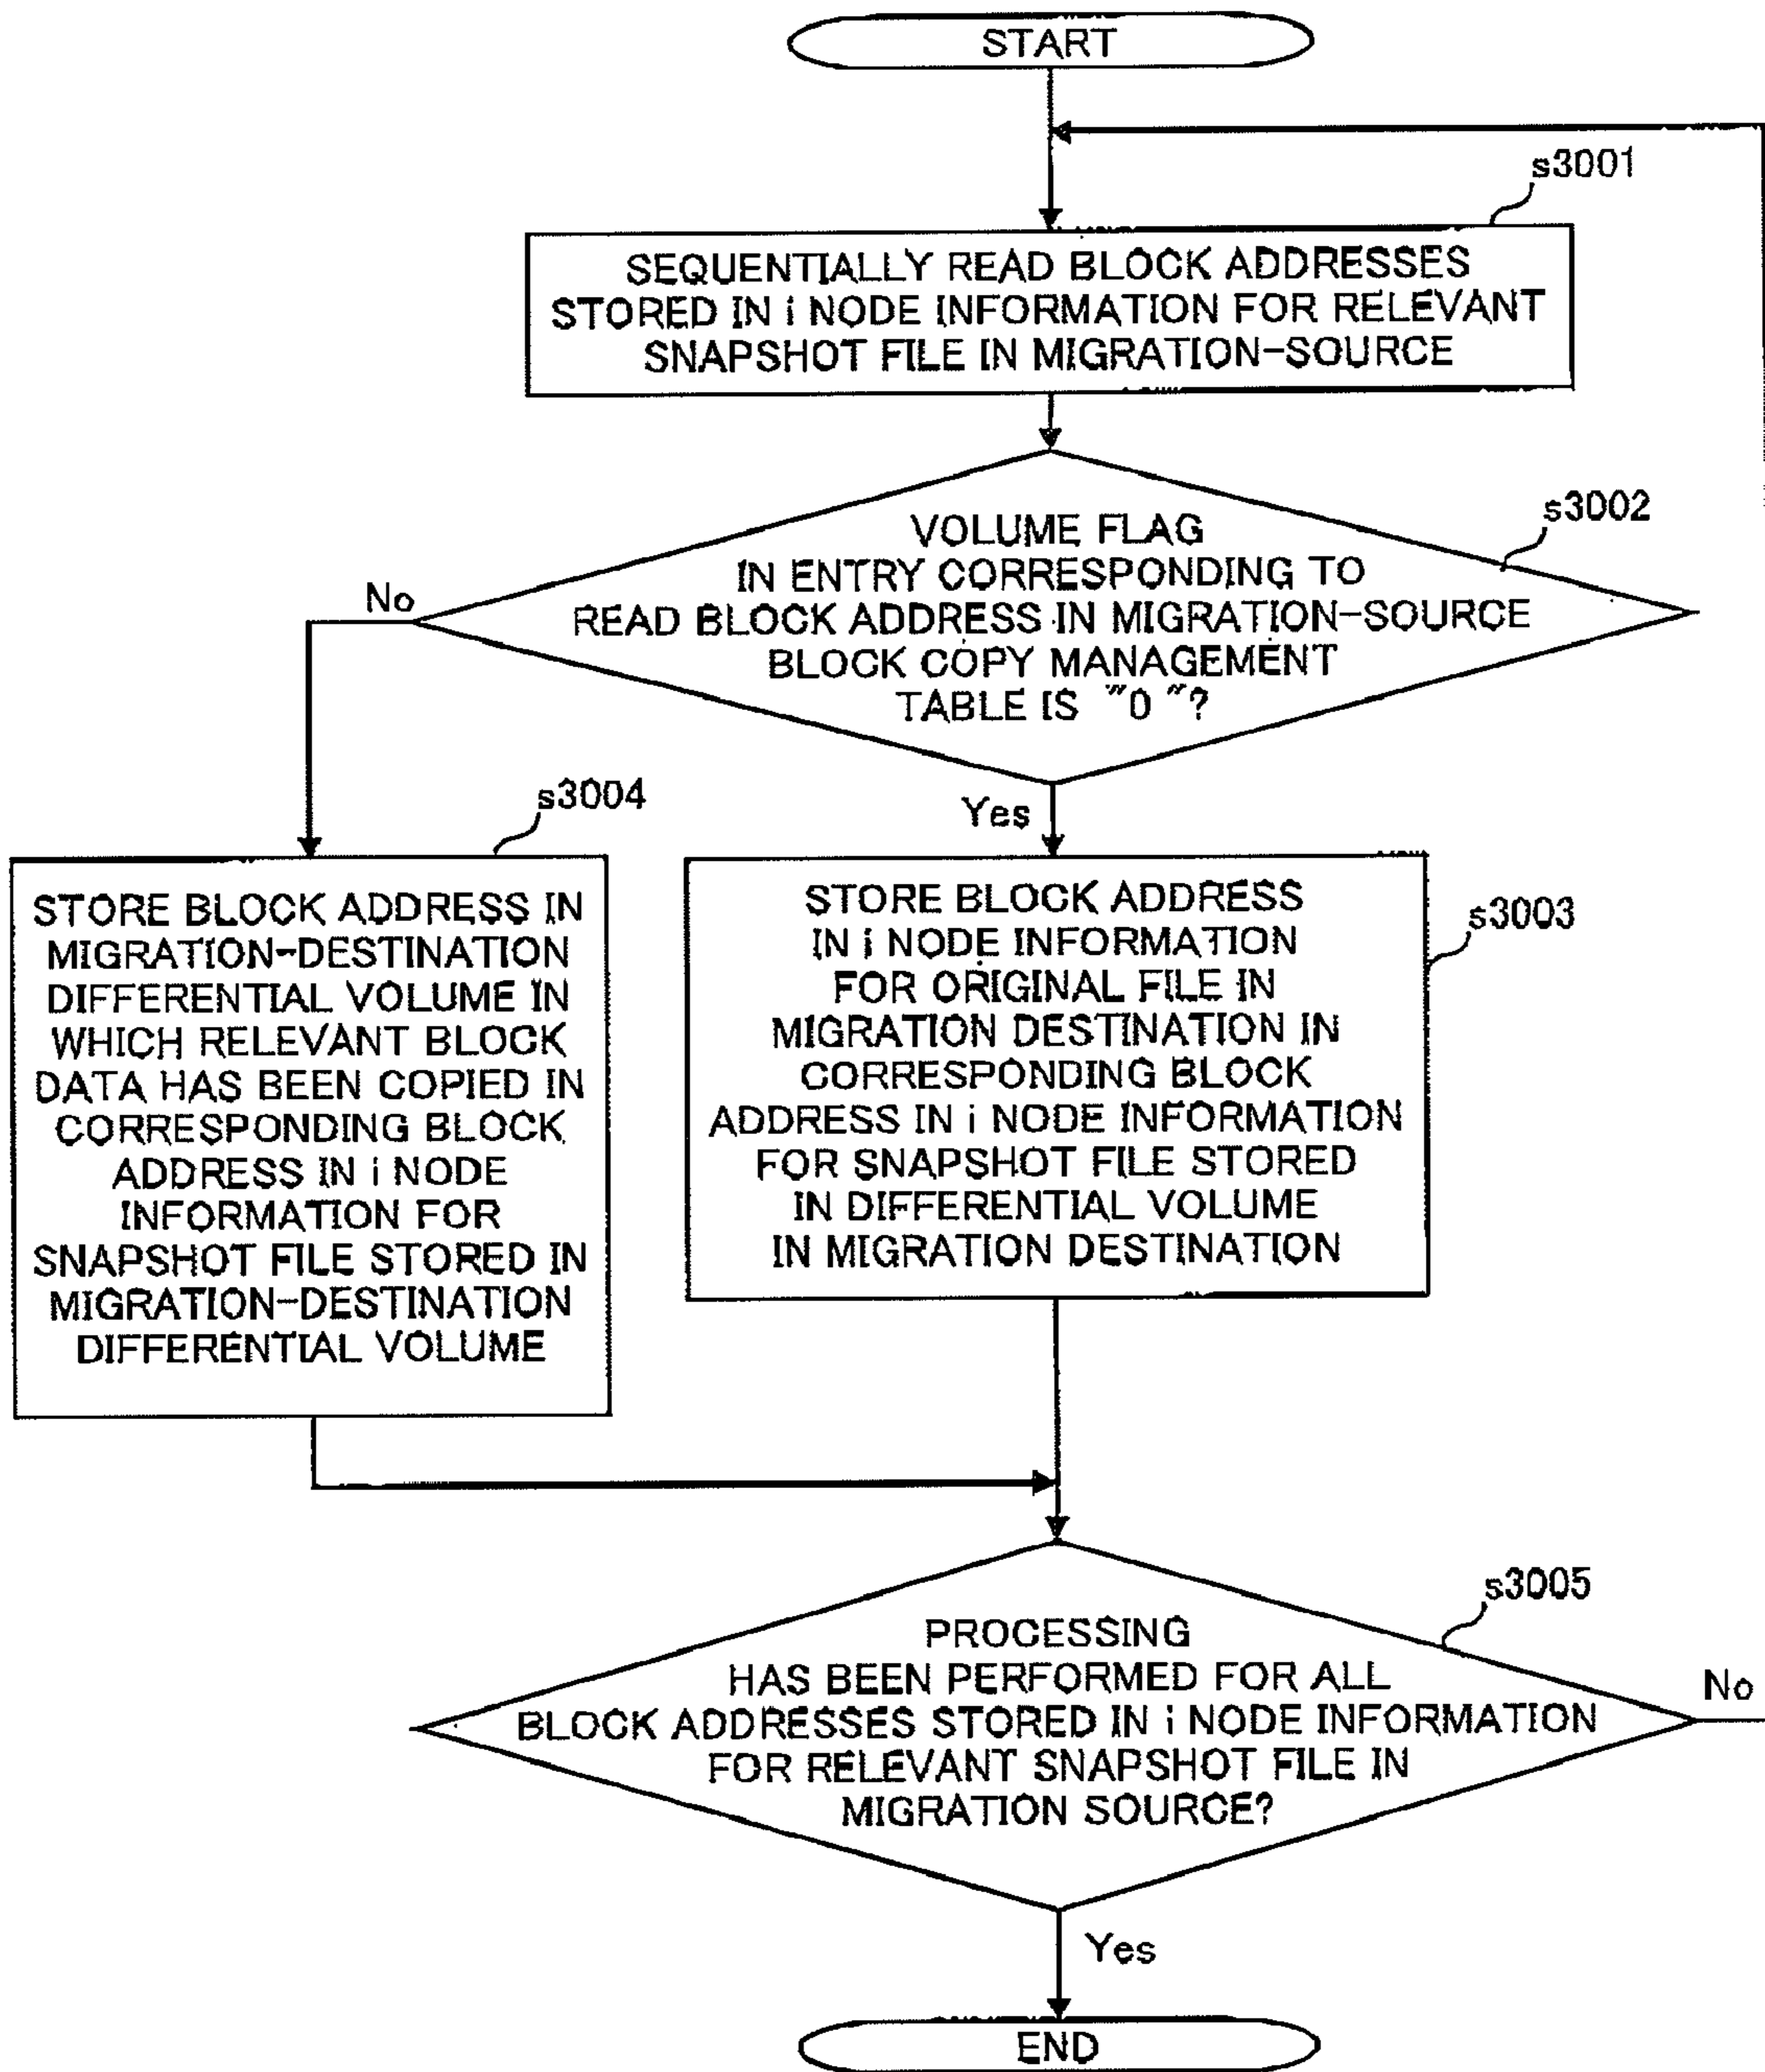 START
s3001
SEQUENTIALLY READ BLOCK ADDRESSES
STORED IN i NODE INFORMATION FOR RELEVANT
SNAPSHOT FILE IN MIGRATION-SOURCE
s3002
VOLUME FLAG
IN ENTRY CORRESPONDING TO
READ BLOCK ADDRESS IN MIGRATION-SOURCE
BLOCK COPY MANAGEMENT
TABLE IS "0"?
No
Yes
s3004
STORE BLOCK ADDRESS IN
MIGRATION-DESTINATION
DIFFERENTIAL VOLUME IN
WHICH RELEVANT BLOCK
DATA HAS BEEN COPIED IN
CORRESPONDING BLOCK
ADDRESS IN i NODE
INFORMATION FOR
SNAPSHOT FILE STORED IN
MIGRATION-DESTINATION
DIFFERENTIAL VOLUME
s3003
STORE BLOCK ADDRESS
IN i NODE INFORMATION
FOR ORIGINAL FILE IN
MIGRATION DESTINATION IN
CORRESPONDING BLOCK
ADDRESS IN i NODE INFORMATION
FOR SNAPSHOT FILE STORED
IN DIFFERENTIAL VOLUME
IN MIGRATION DESTINATION
s3005
PROCESSING
HAS BEEN PERFORMED FOR ALL
BLOCK ADDRESSES STORED IN i NODE INFORMATION
FOR RELEVANT SNAPSHOT FILE IN
MIGRATION SOURCE?
No
Yes
END